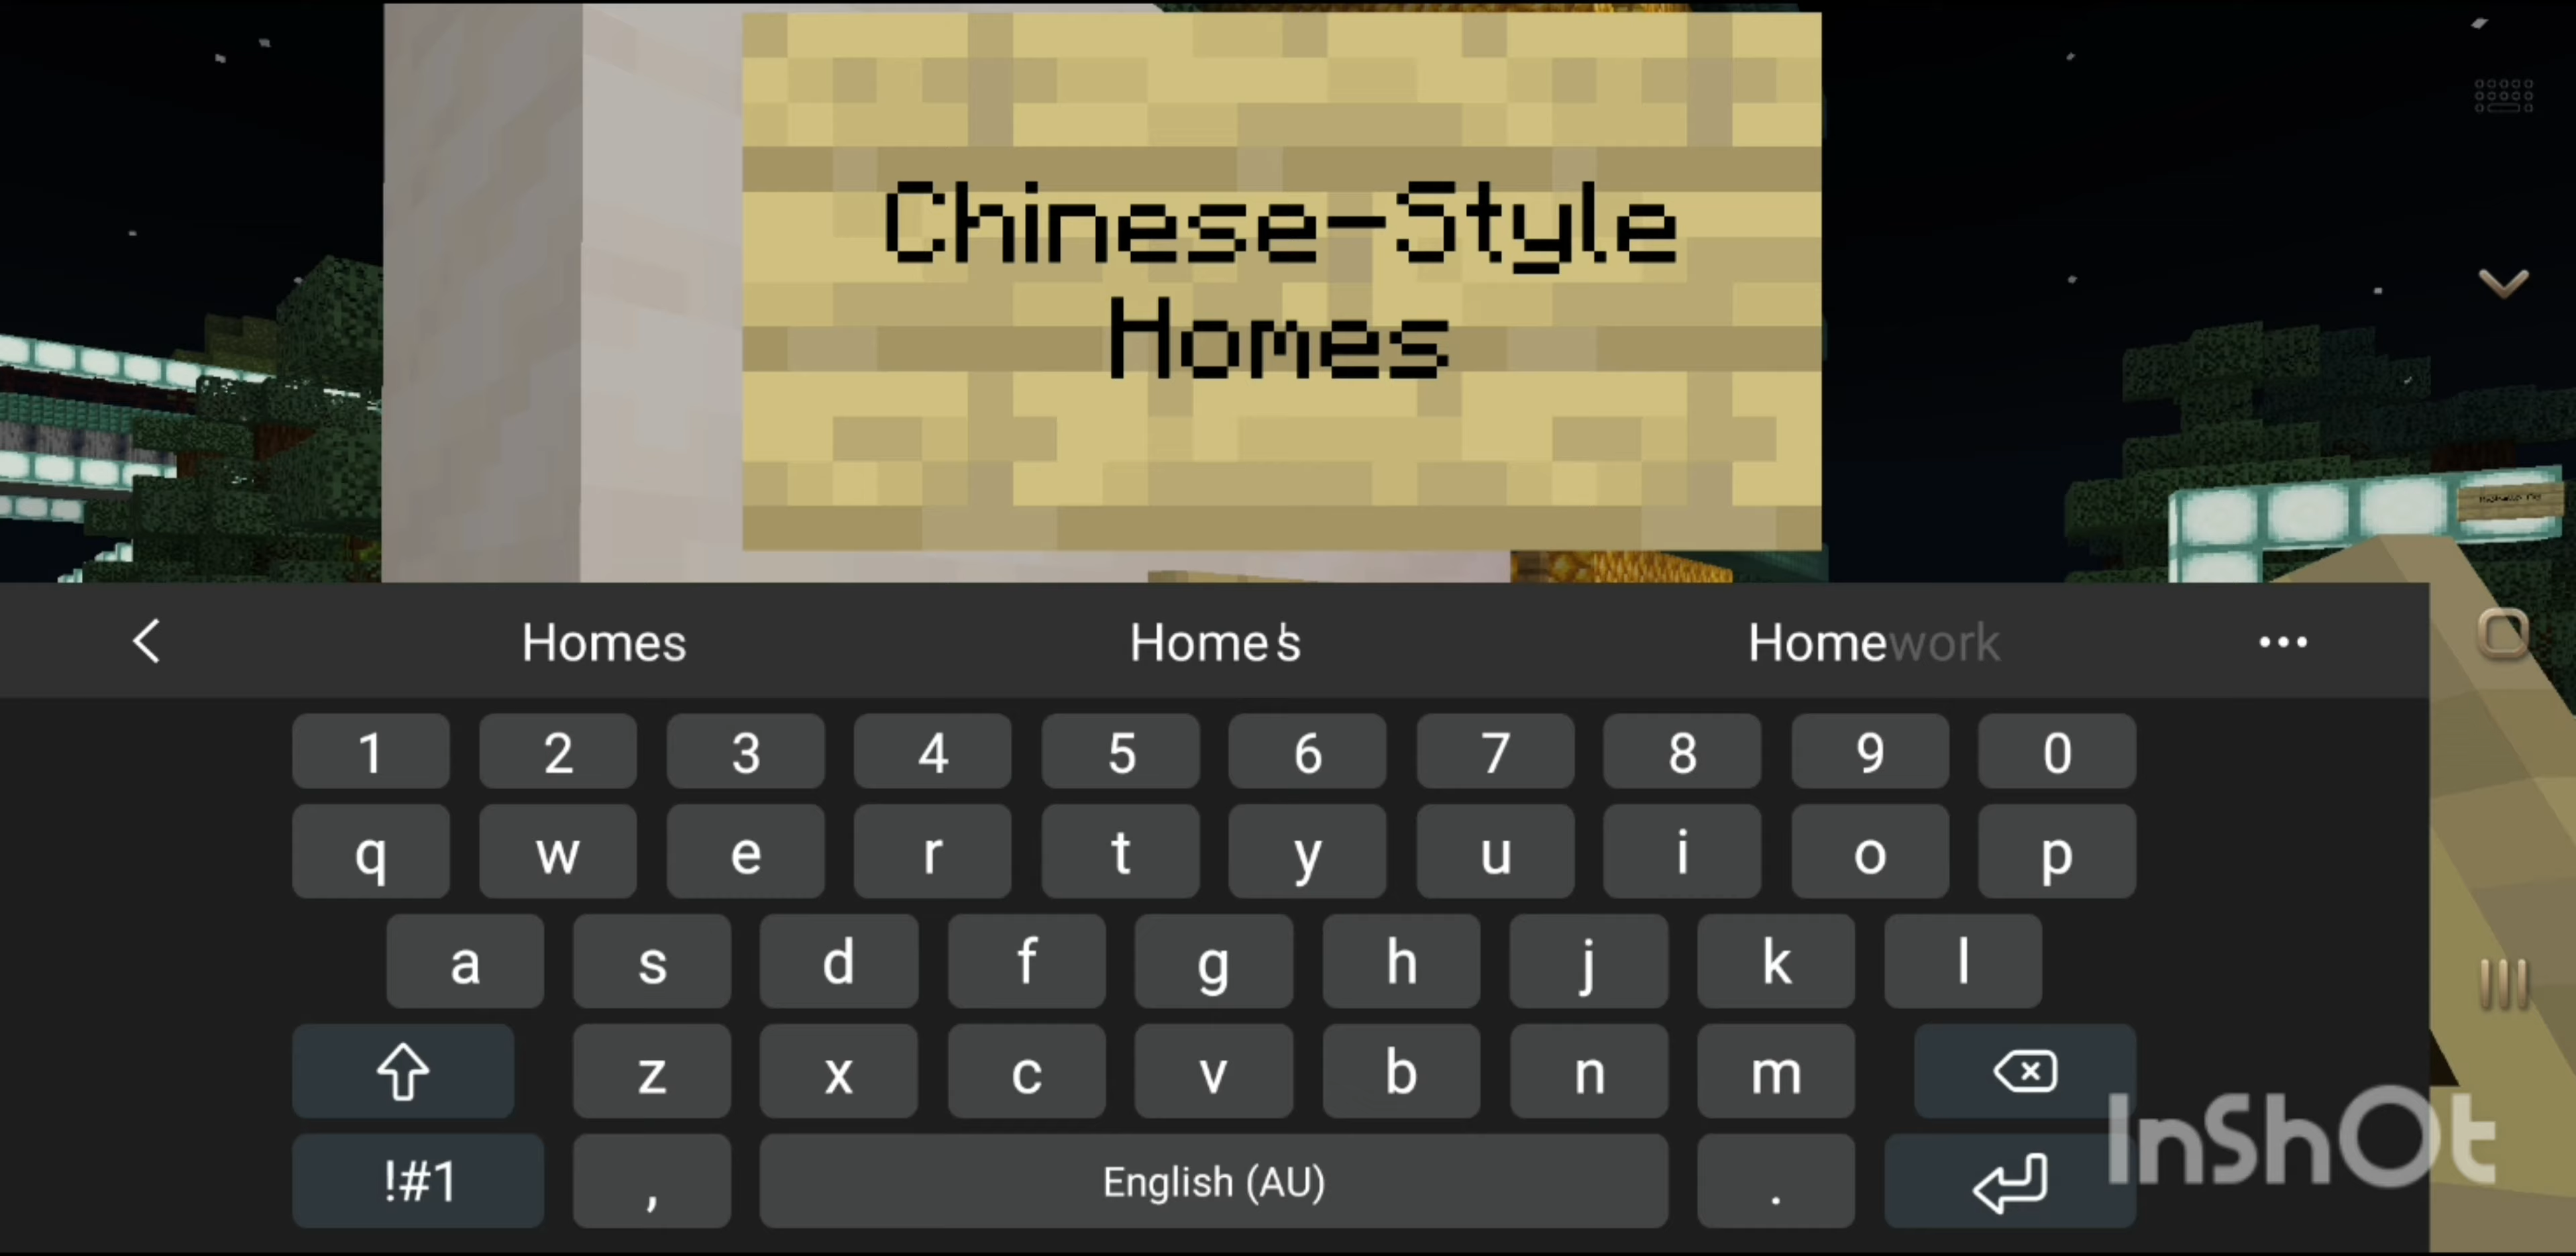 Chinese-Style
Homes
Homes Home's Homework
1 2 3 4 5 6 7 8 9 0
q w e r t y u i o p
a s d f g h j k l
z x c v b n m
!#1 , English (AU) .
InShOt